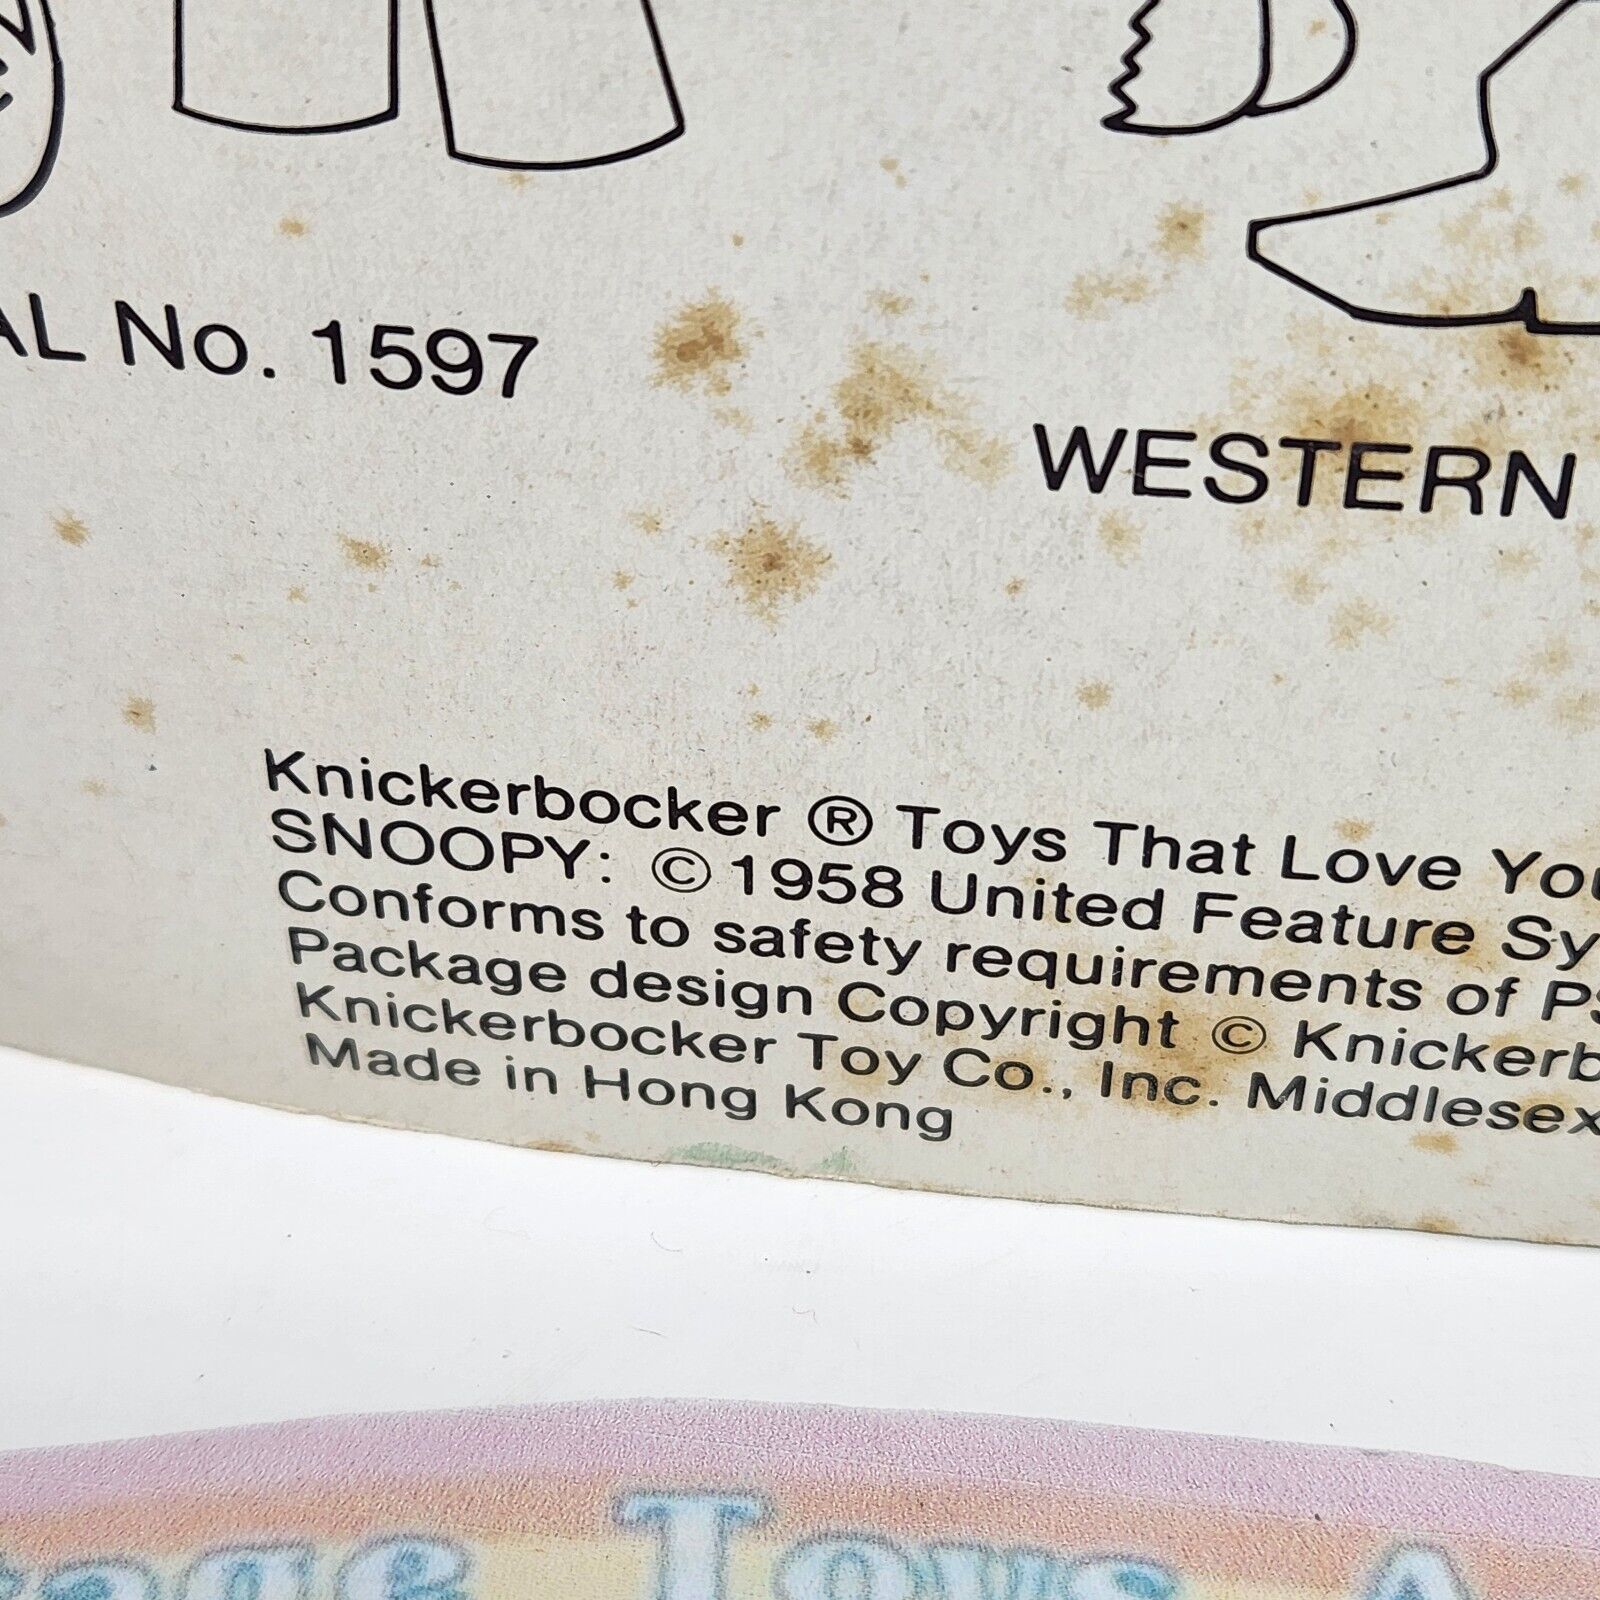 AL No. 1597
WESTERN
Knickerbocker ® Toys That Love You
SNOOPY: © 1958 United Feature Sy
Conforms to safety requirements of PS
Package design Copyright © Knickerb
Knickerbocker Toy Co., Inc. Middlesex
Made in Hong Kong